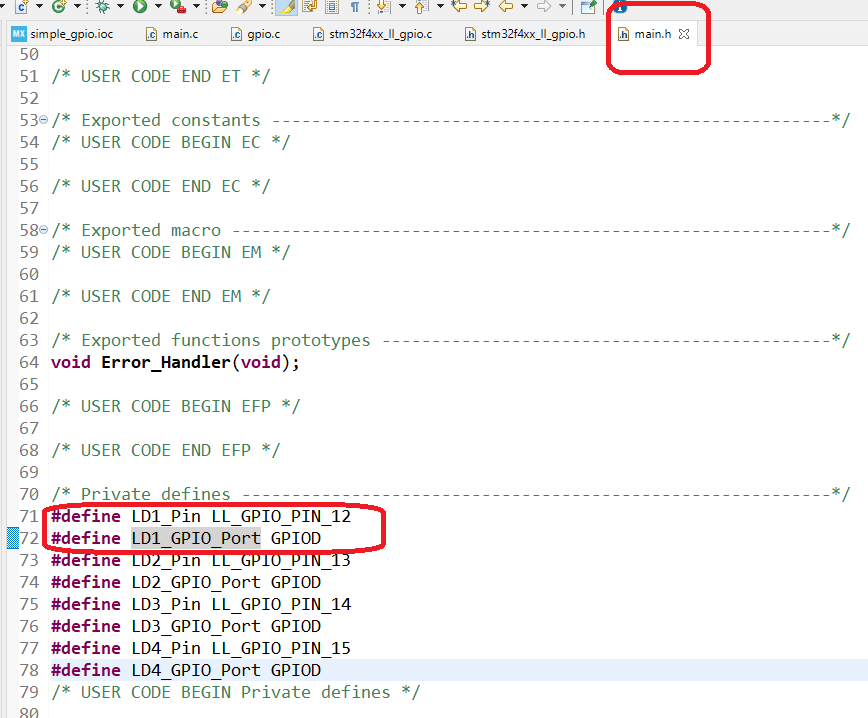 simple_gpio.ioc main.c gpio.c stm32f4xx_ll_gpio.c stm32f4xx_ll_gpio.h main.h
50
51 /* USER CODE END ET */
52
53 /* Exported constants --------------------------------------------------------*/
54 /* USER CODE BEGIN EC */
55
56 /* USER CODE END EC */
57
58 /* Exported macro ------------------------------------------------------------*/
59 /* USER CODE BEGIN EM */
60
61 /* USER CODE END EM */
62
63 /* Exported functions prototypes ---------------------------------------------*/
64 void Error_Handler(void);
65
66 /* USER CODE BEGIN EFP */
67
68 /* USER CODE END EFP */
69
70 /* Private defines -----------------------------------------------------------*/
71 #define LD1_Pin LL_GPIO_PIN_12
72 #define LD1_GPIO_Port GPIOD
73 #define LD2_Pin LL_GPIO_PIN_13
74 #define LD2_GPIO_Port GPIOD
75 #define LD3_Pin LL_GPIO_PIN_14
76 #define LD3_GPIO_Port GPIOD
77 #define LD4_Pin LL_GPIO_PIN_15
78 #define LD4_GPIO_Port GPIOD
79 /* USER CODE BEGIN Private defines */
80